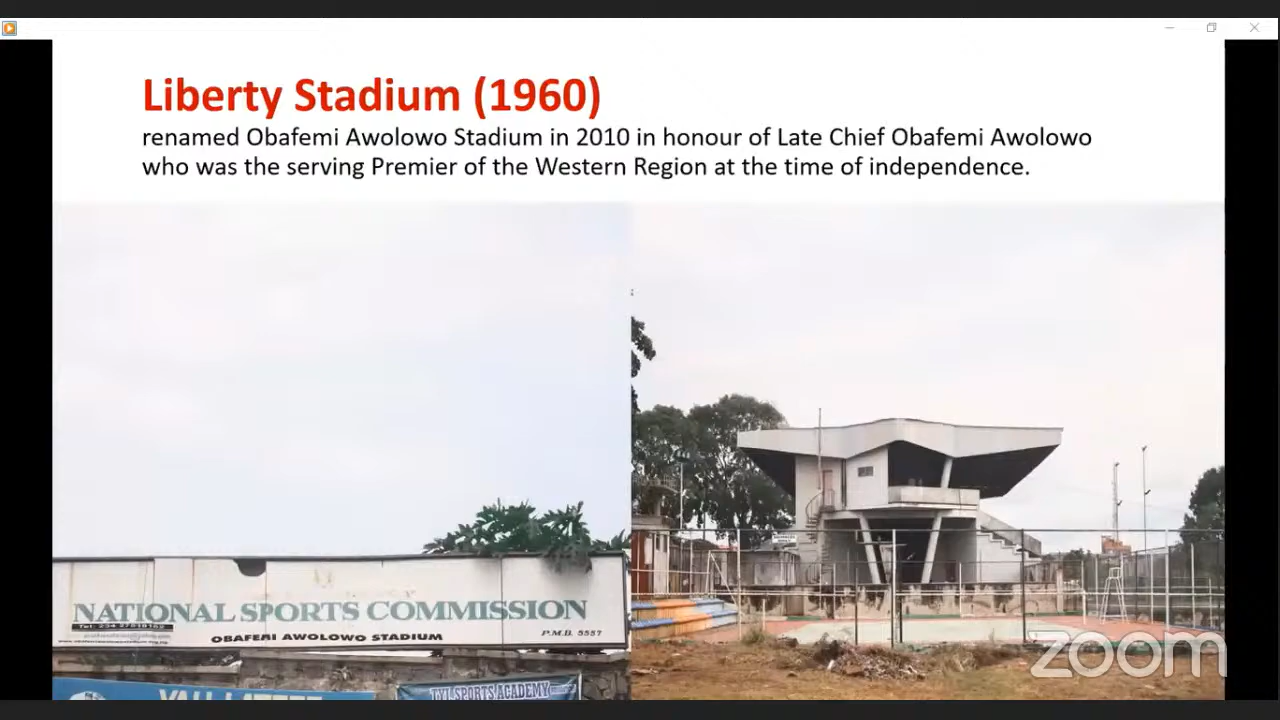 Liberty Stadium (1960)
renamed Obafemi Awolowo Stadium in 2010 in honour of Late Chief Obafemi Awolowo
who was the serving Premier of the Western Region at the time of independence.
NATIONAL SPORTS COMMISSION
OBAFEMI AWOLOWO STADIUM
P.M.B. 5557
SPORTS ACADEMY
zoom